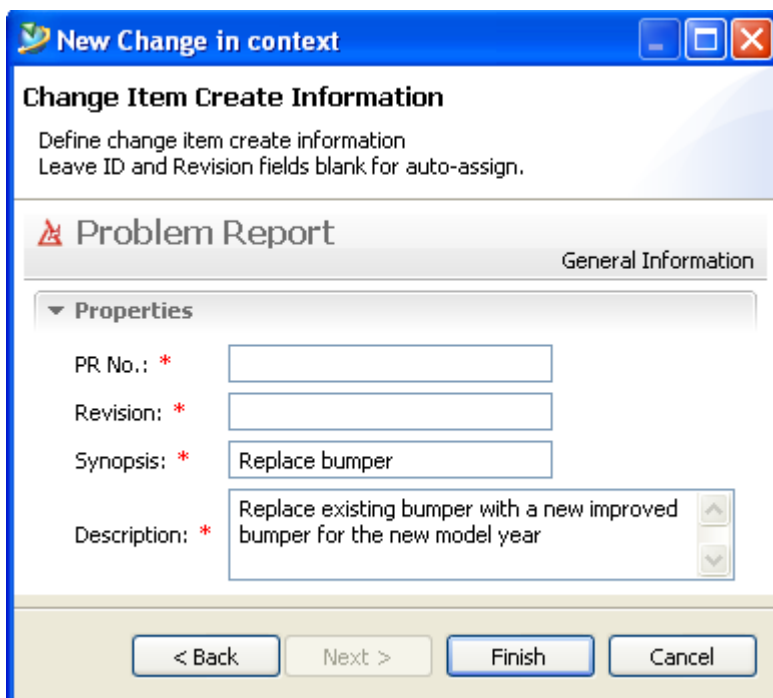 New Change in context
Change Item Create Information
Define change item create information
Leave ID and Revision fields blank for auto-assign.
Problem Report
General Information
Properties
PR No.: *
Revision: *
Synopsis: * Replace bumper
Description: * Replace existing bumper with a new improved
bumper for the new model year
< Back Next > Finish Cancel